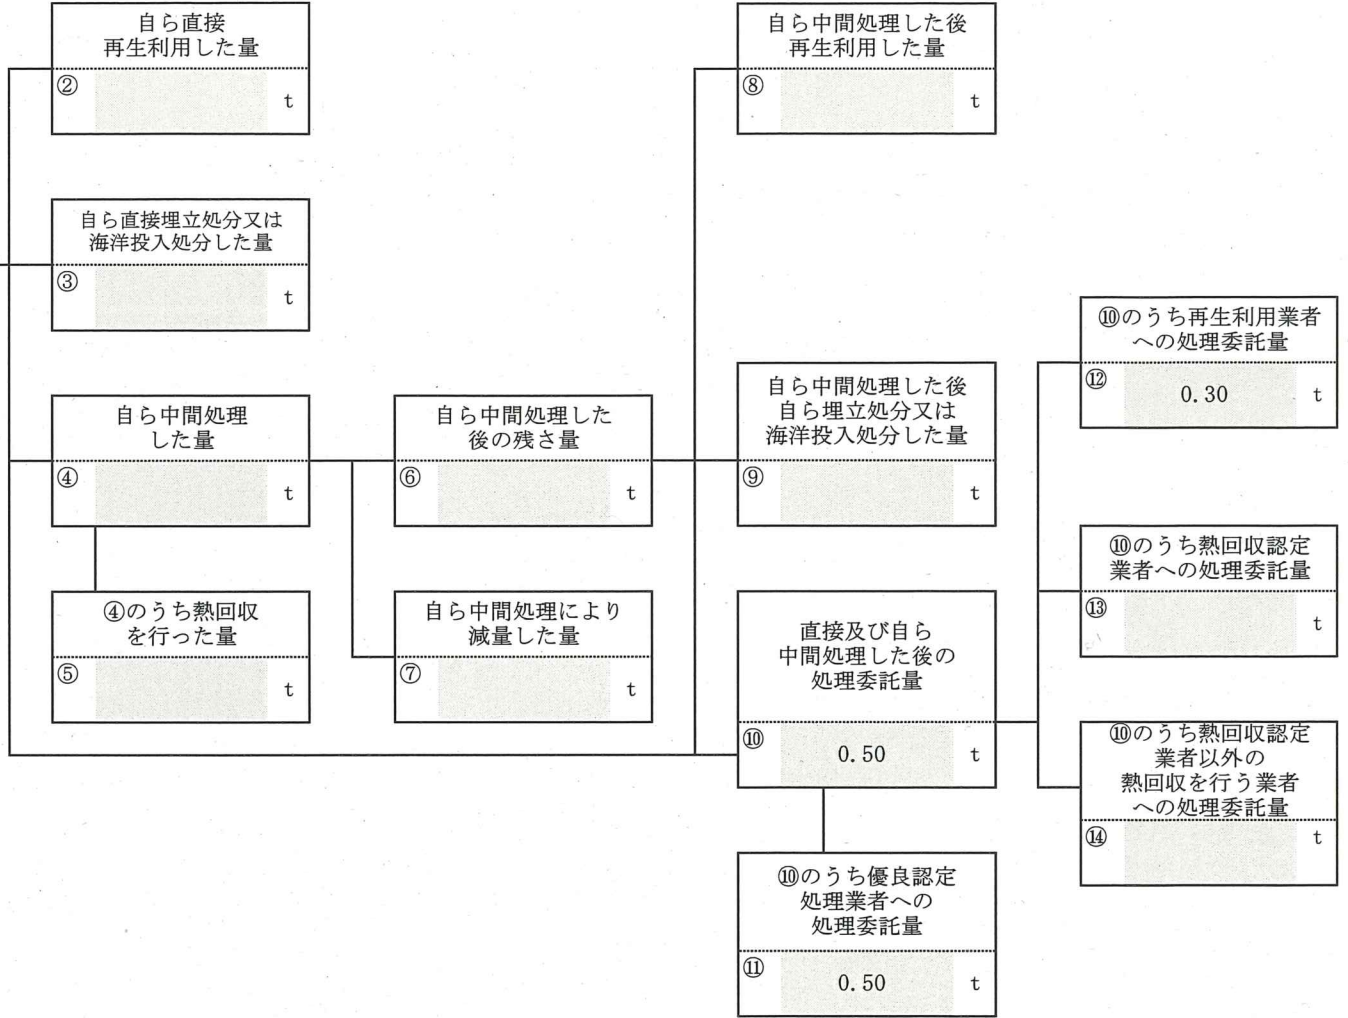 自ら直接
再生利用した量
② t
自ら直接埋立処分又は
海洋投入処分した量
③ t
自ら中間処理
した量
④ t
④のうち熱回収
を行った量
⑤ t
自ら中間処理した
後の残さ量
⑥ t
自ら中間処理により
減量した量
⑦ t
自ら中間処理した後
再生利用した量
⑧ t
自ら中間処理した後
自ら埋立処分又は
海洋投入処分した量
⑨ t
直接及び自ら
中間処理した後の
処理委託量
⑩ 0.50 t
⑩のうち優良認定
処理業者への
処理委託量
⑪ 0.50 t
⑩のうち再生利用業者
への処理委託量
⑫ 0.30 t
⑩のうち熱回収認定
業者への処理委託量
⑬ t
⑩のうち熱回収認定
業者以外の
熱回収を行う業者
への処理委託量
⑭ t